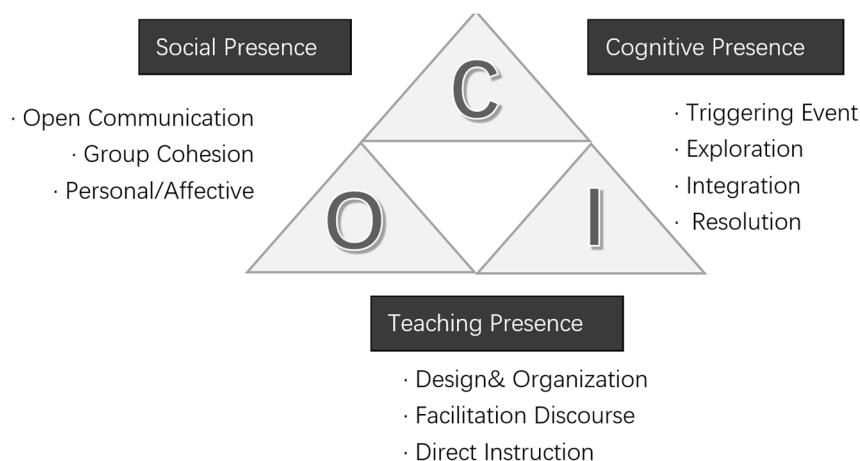 Social Presence
· Open Communication
· Group Cohesion
· Personal/Affective
C
O
I
Cognitive Presence
· Triggering Event
· Exploration
· Integration
· Resolution
Teaching Presence
· Design& Organization
· Facilitation Discourse
· Direct Instruction